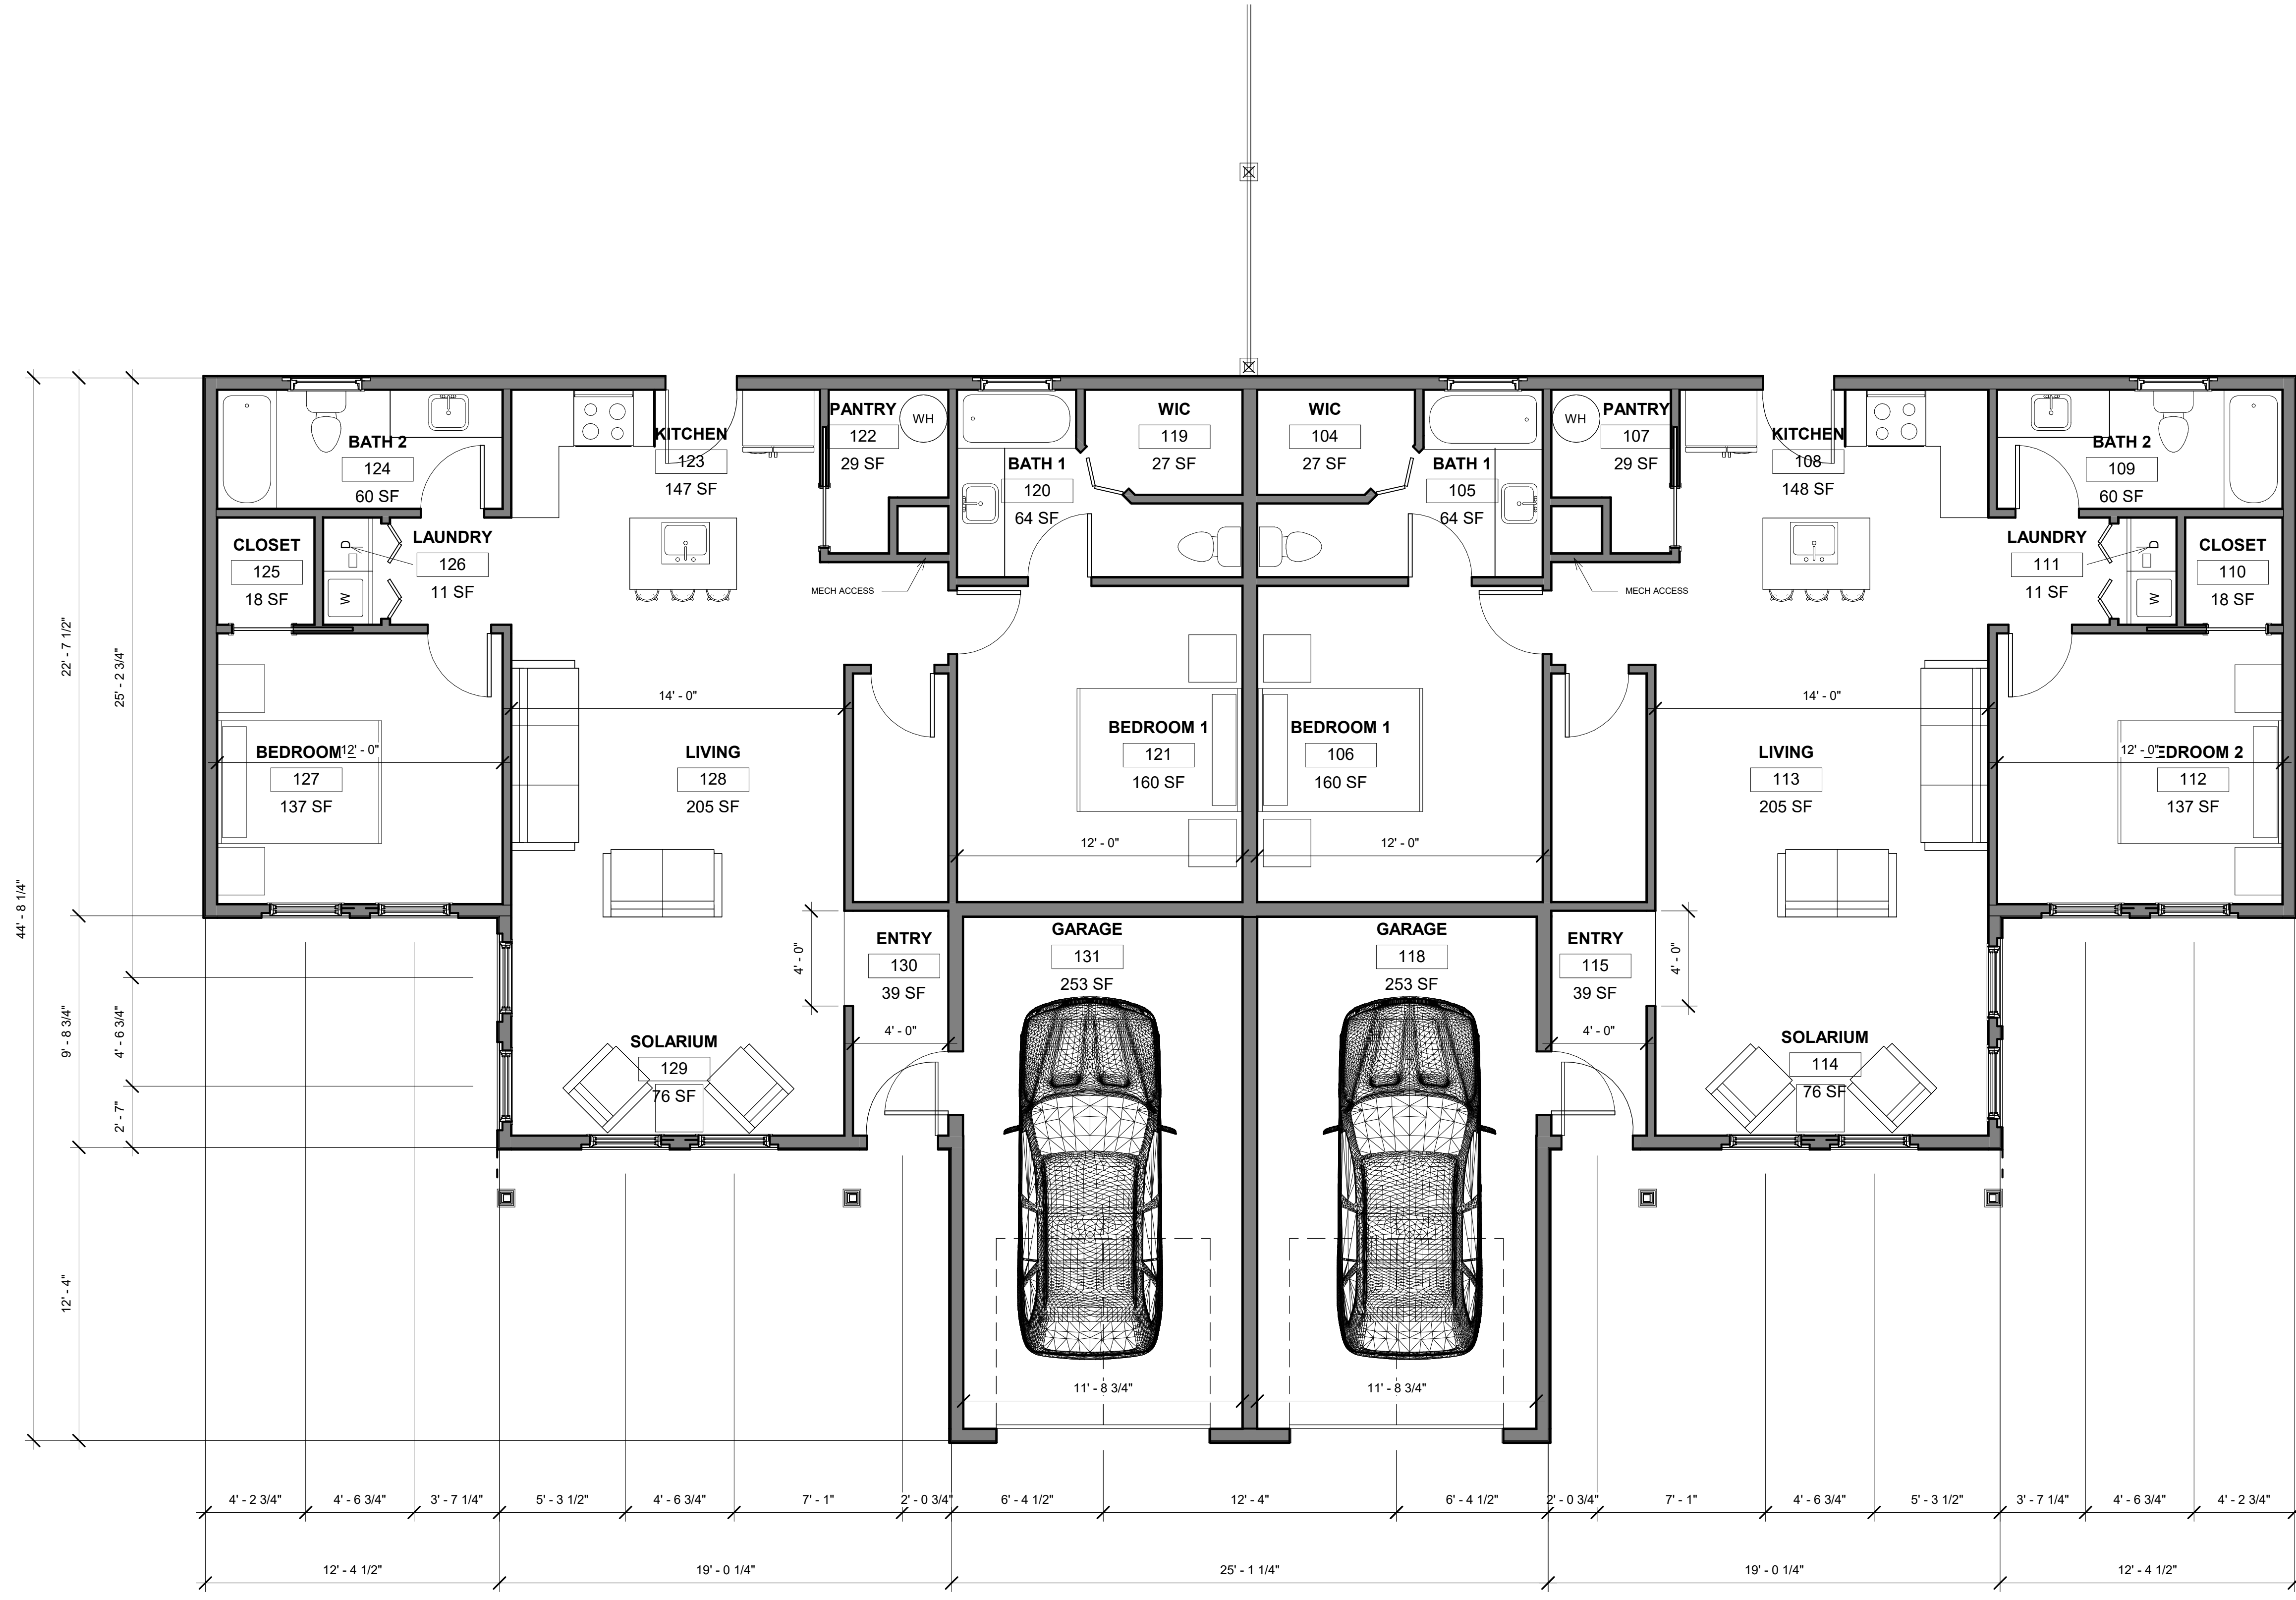 PANTRY
122
29 SF
WH
WIC
119
27 SF
WIC
104
27 SF
WH
PANTRY
107
29 SF
BATH 2
124
60 SF
KITCHEN
123
147 SF
BATH 1
120
64 SF
BATH 1
105
64 SF
KITCHEN
108
148 SF
BATH 2
109
60 SF
CLOSET
125
18 SF
D
W
LAUNDRY
126
11 SF
MECH ACCESS
MECH ACCESS
LAUNDRY
111
11 SF
D
W
CLOSET
110
18 SF
14' - 0"
14' - 0"
BEDROOM
12' - 0"
127
137 SF
LIVING
128
205 SF
BEDROOM 1
121
160 SF
BEDROOM 1
106
160 SF
LIVING
113
205 SF
12' - 0"
BEDROOM 2
112
137 SF
12' - 0"
12' - 0"
22' - 7 1/2"
25' - 2 3/4"
44' - 8 1/4"
9' - 8 3/4"
4' - 6 3/4"
2' - 7"
12' - 4"
4' - 0"
ENTRY
130
39 SF
4' - 0"
GARAGE
131
253 SF
GARAGE
118
253 SF
ENTRY
115
39 SF
4' - 0"
4' - 0"
SOLARIUM
129
76 SF
SOLARIUM
114
76 SF
11' - 8 3/4"
11' - 8 3/4"
4' - 2 3/4"
4' - 6 3/4"
3' - 7 1/4"
5' - 3 1/2"
4' - 6 3/4"
7' - 1"
2' - 0 3/4"
6' - 4 1/2"
12' - 4"
6' - 4 1/2"
2' - 0 3/4"
7' - 1"
4' - 6 3/4"
5' - 3 1/2"
3' - 7 1/4"
4' - 6 3/4"
4' - 2 3/4"
12' - 4 1/2"
19' - 0 1/4"
25' - 1 1/4"
19' - 0 1/4"
12' - 4 1/2"